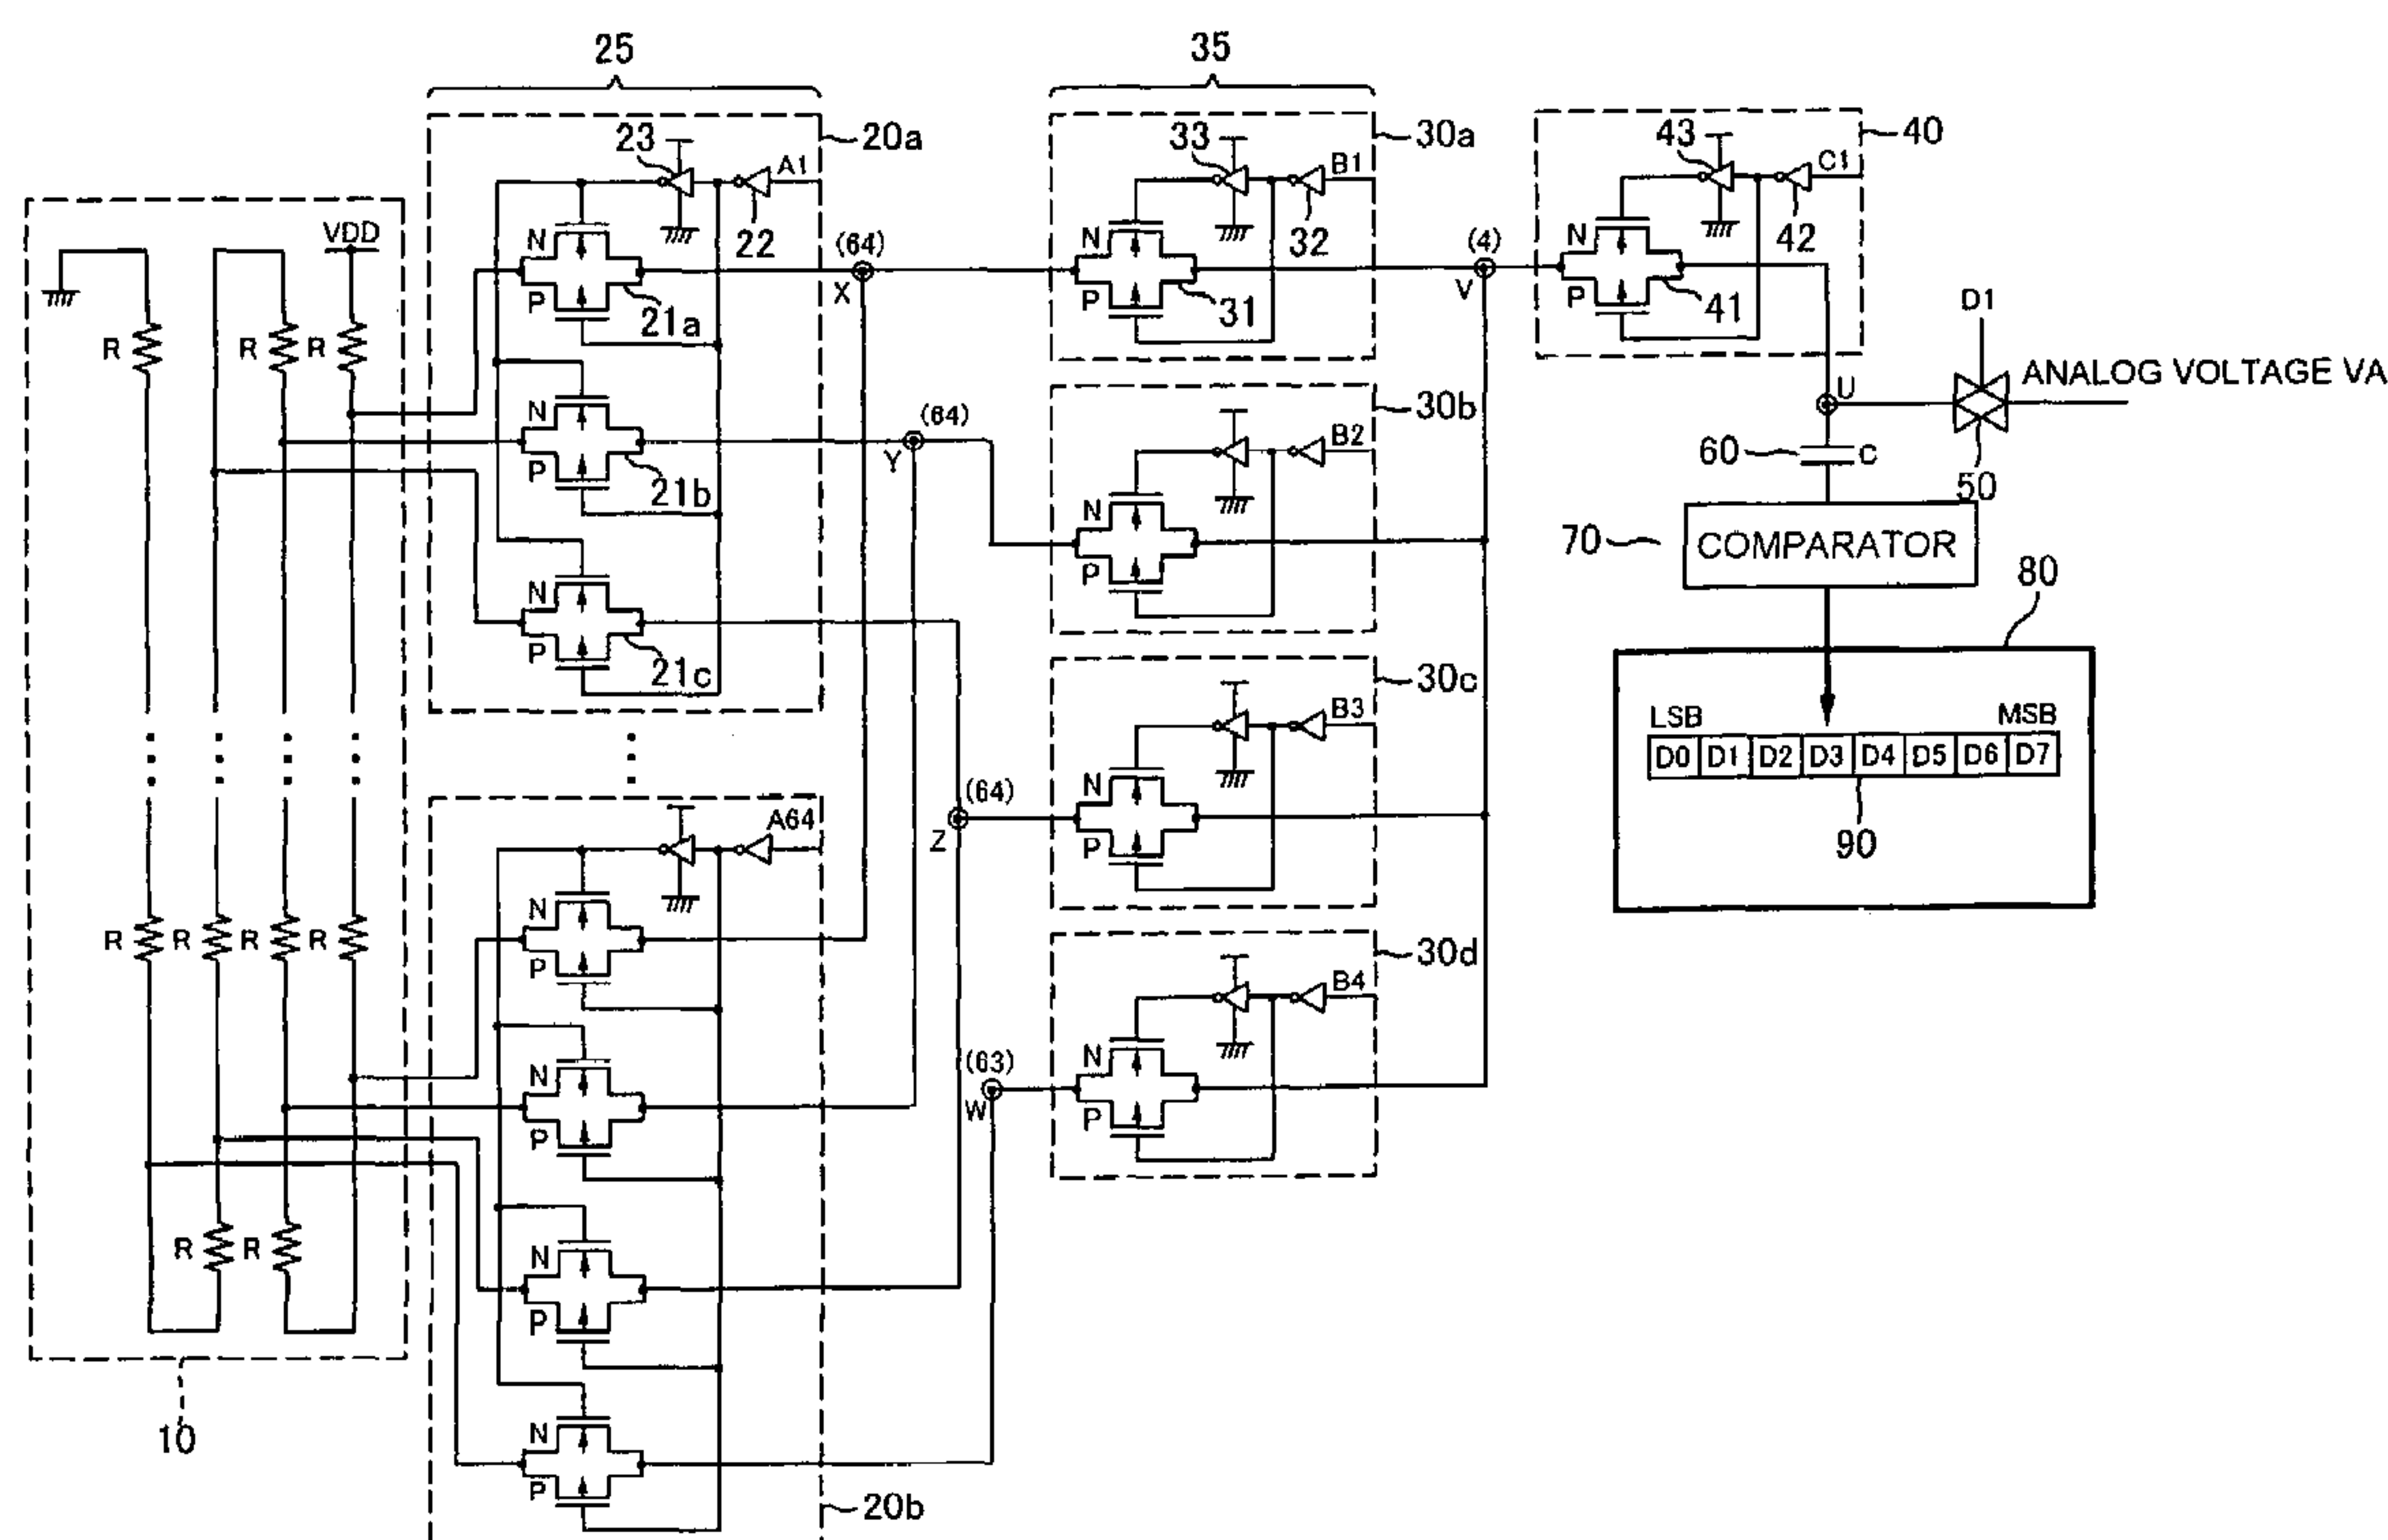 25
35
20a
30a
40
23
A1
33
B1
43
C1
VDD
22
(64)
32
(4)
42
N
N
N
X
V
P
21a
P
31
P
41
D1
R
R
R
ANALOG VOLTAGE VA
U
30b
N
(64)
B2
60
C
Y
P
21b
N
50
70
COMPARATOR
P
80
N
P
21c
30c
B3
LSB
MSB
D0 D1 D2 D3 D4 D5 D6 D7
N
(64)
A64
Z
P
90
N
R
R
R
R
30d
P
B4
(63)
N
N
W
P
P
R
R
N
P
10
N
P
20b